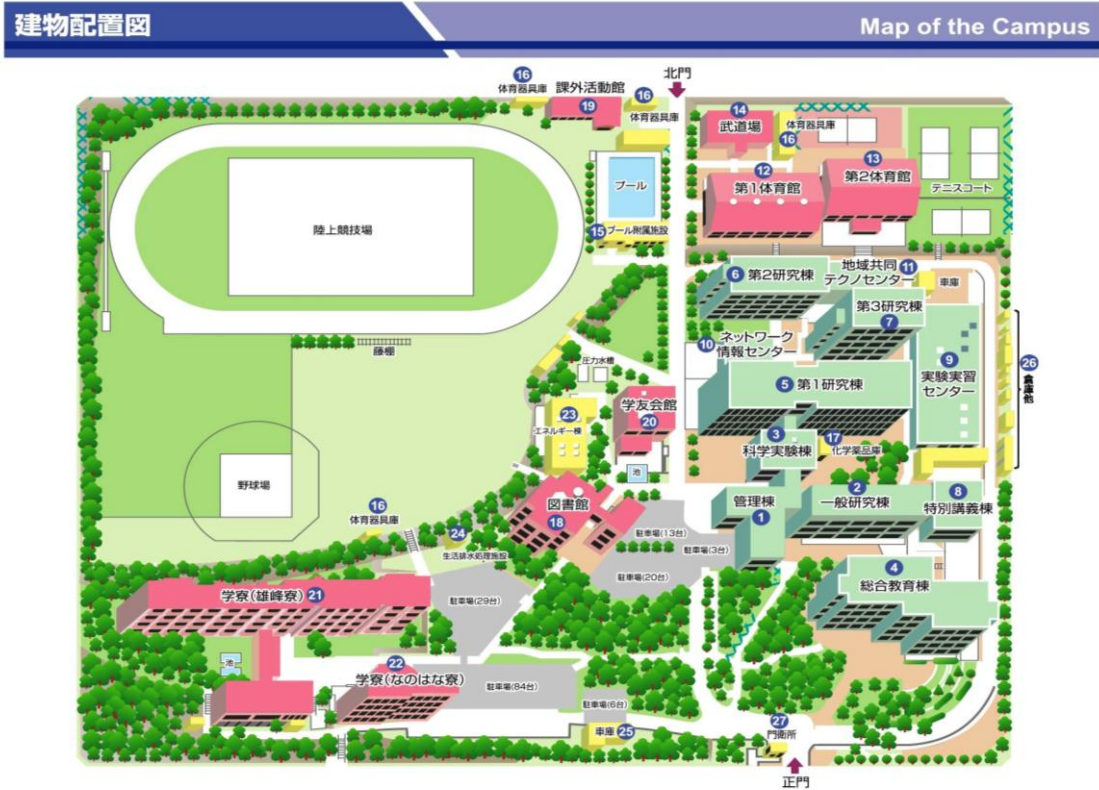 建物配置図
Map of the Campus
北門
16
体育器具庫
課外活動館
19
16
体育器具庫
14
武道場
体育器具庫
16
プール
12
第1体育館
13
第2体育館
テニスコート
陸上競技場
15 プール附属施設
6 第2研究棟
地域共同
テクノセンター
11
車庫
第3研究棟
7
藤棚
10 ネットワーク
情報センター
圧力水槽
5 第1研究棟
9
実験実習
センター
26
倉庫他
23
エネルギー棟
学友会館
20
3
科学実験棟
17
化学薬品庫
池
野球場
16
体育器具庫
24
生活排水処理施設
図書館
18
管理棟
1
2
一般研究棟
8
特別講義棟
駐車場(13台)
駐車場(3台)
駐車場(20台)
4
総合教育棟
学寮(雄峰寮) 21
駐車場(29台)
池
22
学寮(なのはな寮)
駐車場(84台)
駐車場(6台)
車庫 25
27
門衛所
正門